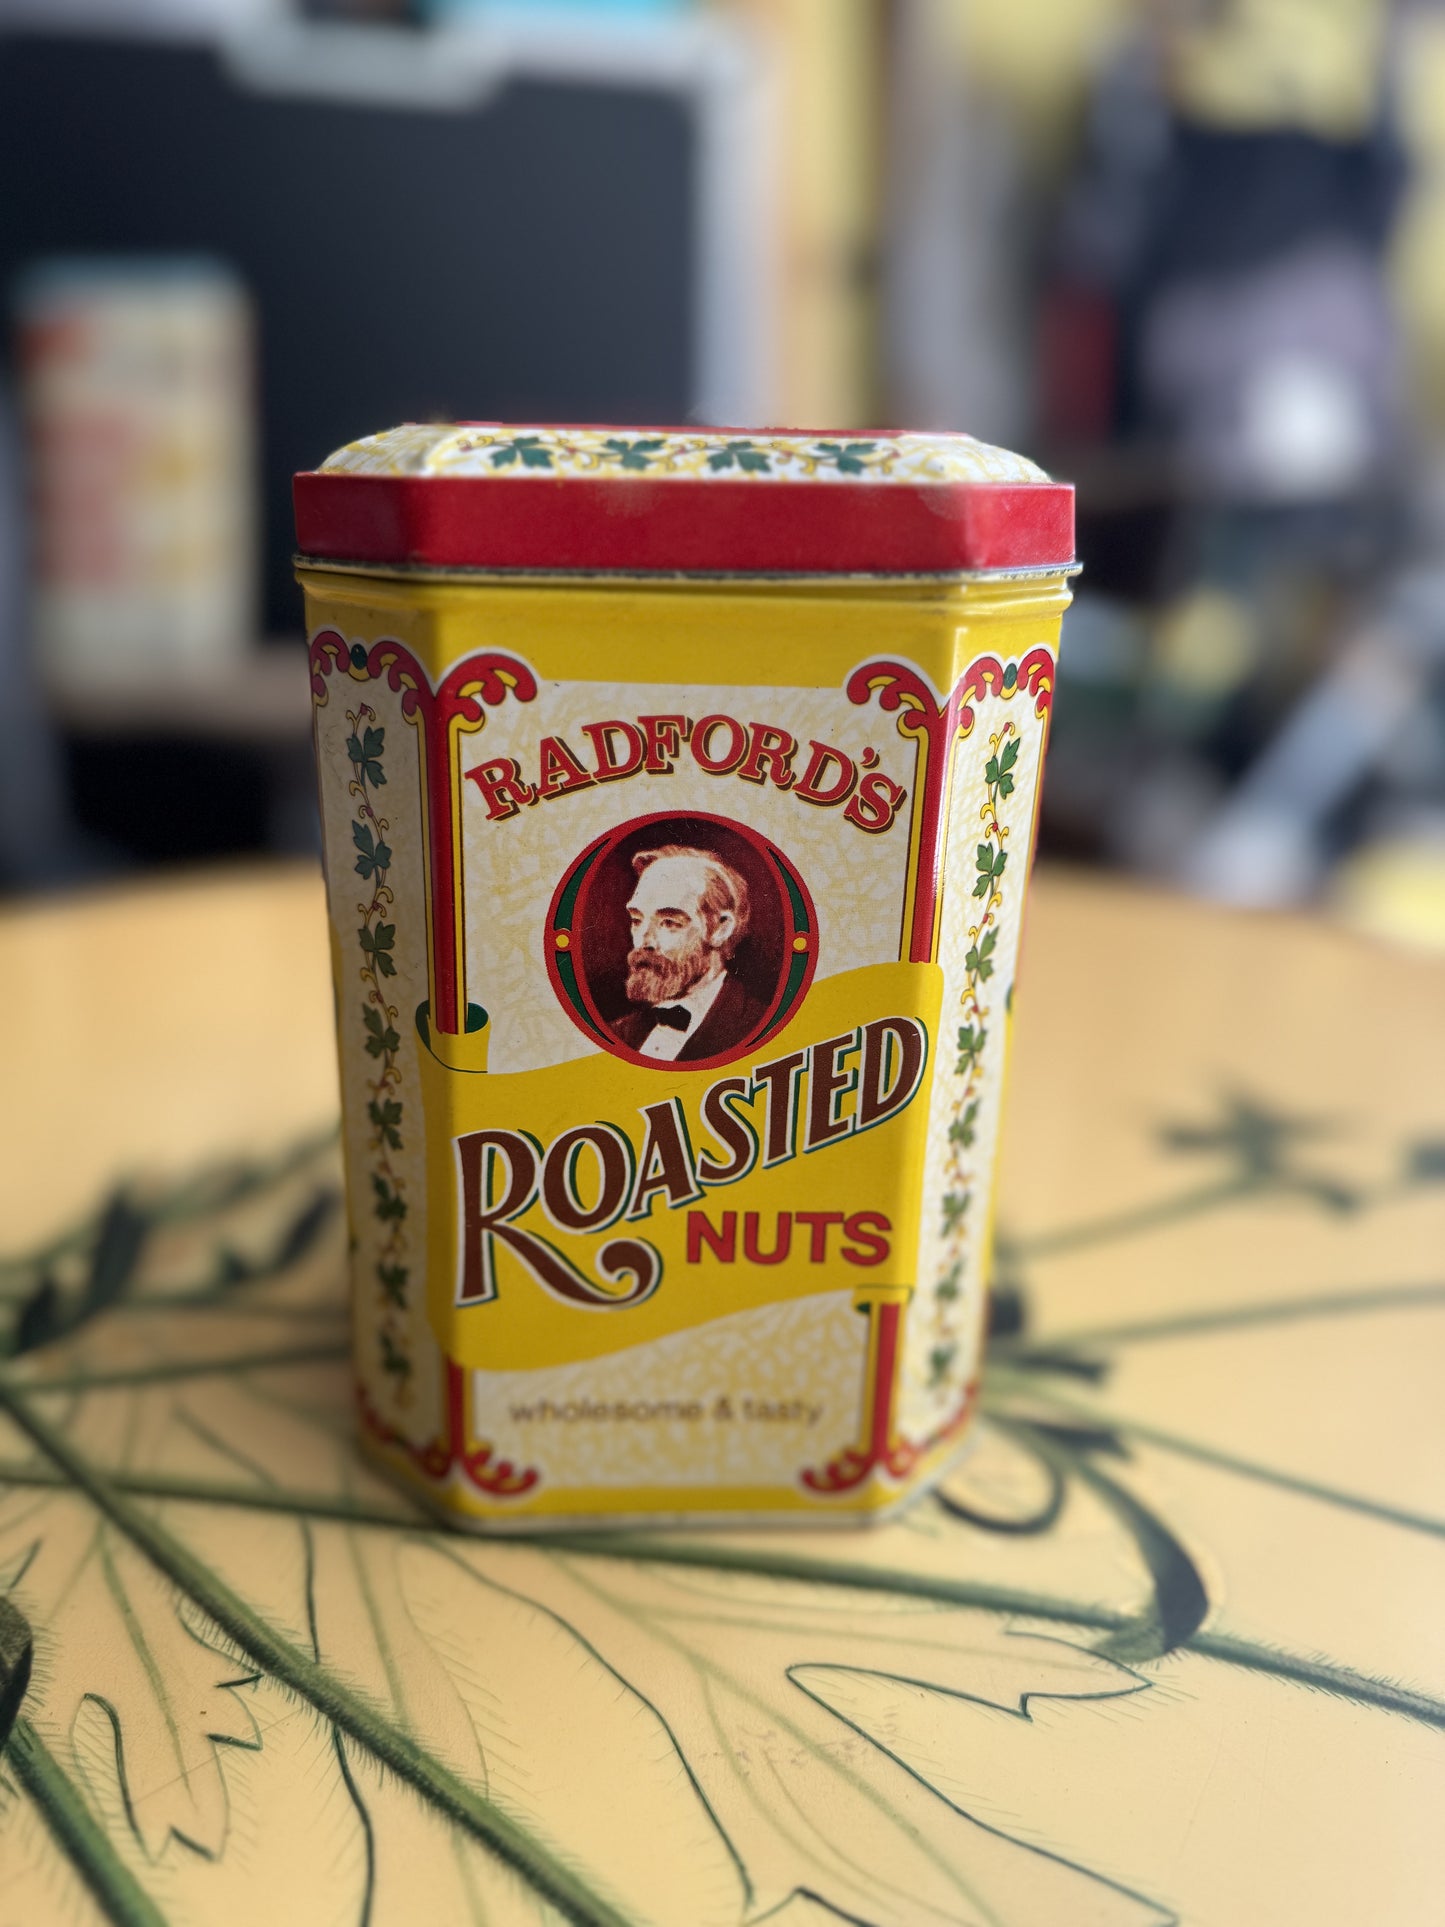 RADFORD'S
ROASTED
NUTS
wholesome & tasty